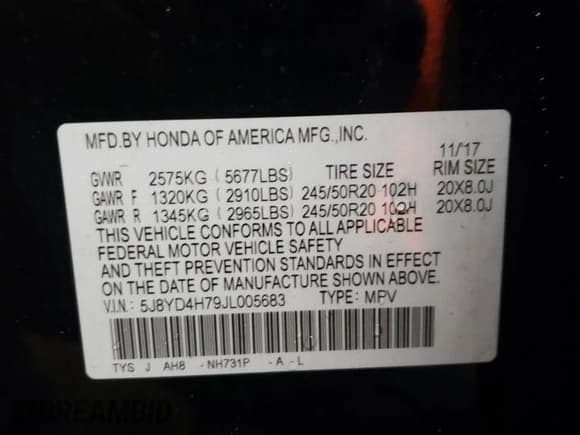 MFD.BY HONDA OF AMERICA MFG.,INC.
11/17
GVWR 2575KG (5677LBS) TIRE SIZE RIM SIZE
GAWR F 1320KG (2910LBS) 245/50R20 102H 20X8.0J
GAWR R 1345KG (2965LBS) 245/50R20 102H 20X8.0J
THIS VEHICLE CONFORMS TO ALL APPLICABLE
FEDERAL MOTOR VEHICLE SAFETY
AND THEFT PREVENTION STANDARDS IN EFFECT
ON THE DATE OF MANUFACTURE SHOWN ABOVE.
V.I.N.: 5J8YD4H79JL005683 TYPE: MPV
TYS J AH8 -NH731P -A -L
DREAMBID